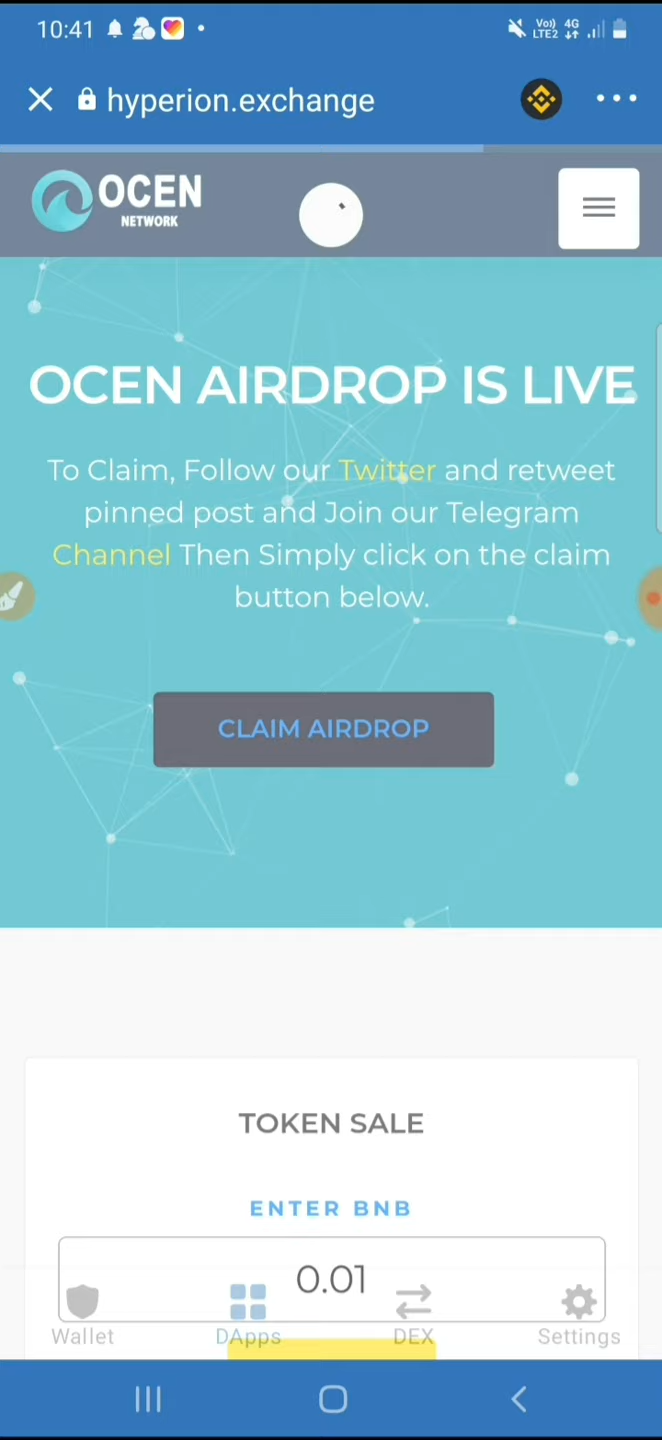 10:41
Vo)) 4G
LTE2
hyperion.exchange
OCEN
NETWORK
OCEN AIRDROP IS LIVE
To Claim, Follow our Twitter and retweet
pinned post and Join our Telegram
Channel Then Simply click on the claim
button below.
CLAIM AIRDROP
TOKEN SALE
ENTER BNB
0.01
Wallet DApps DEX Settings